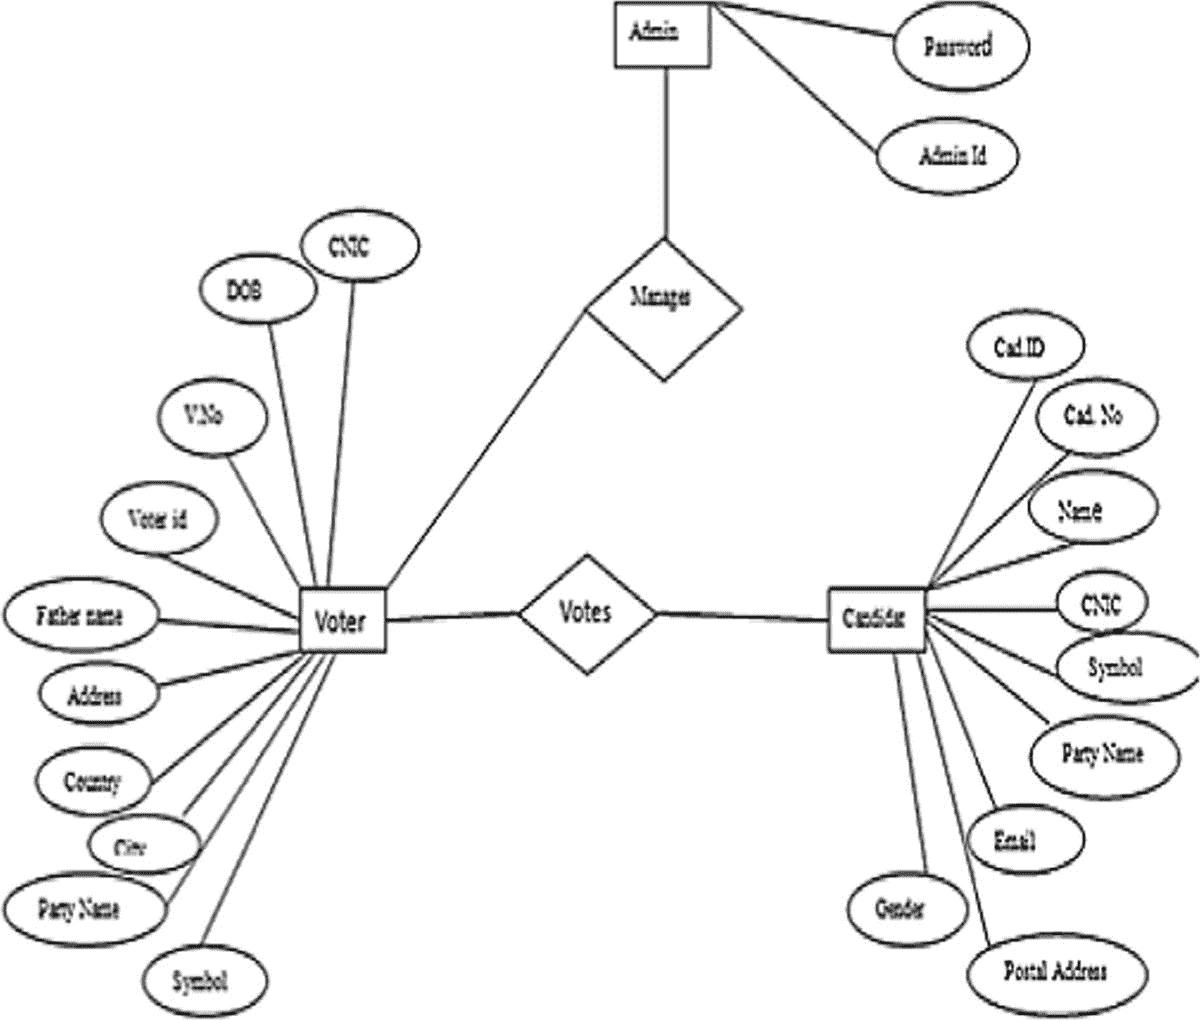 Admin
Password
Admin Id
CNIC
DOB
Manages
Cad.ID
V.No
Cad. No
Voter id
Name
Father name
Voter
Votes
Candidat
CNIC
Symbol
Address
Party Name
Country
City
Email
Party Name
Gender
Symbol
Postal Address